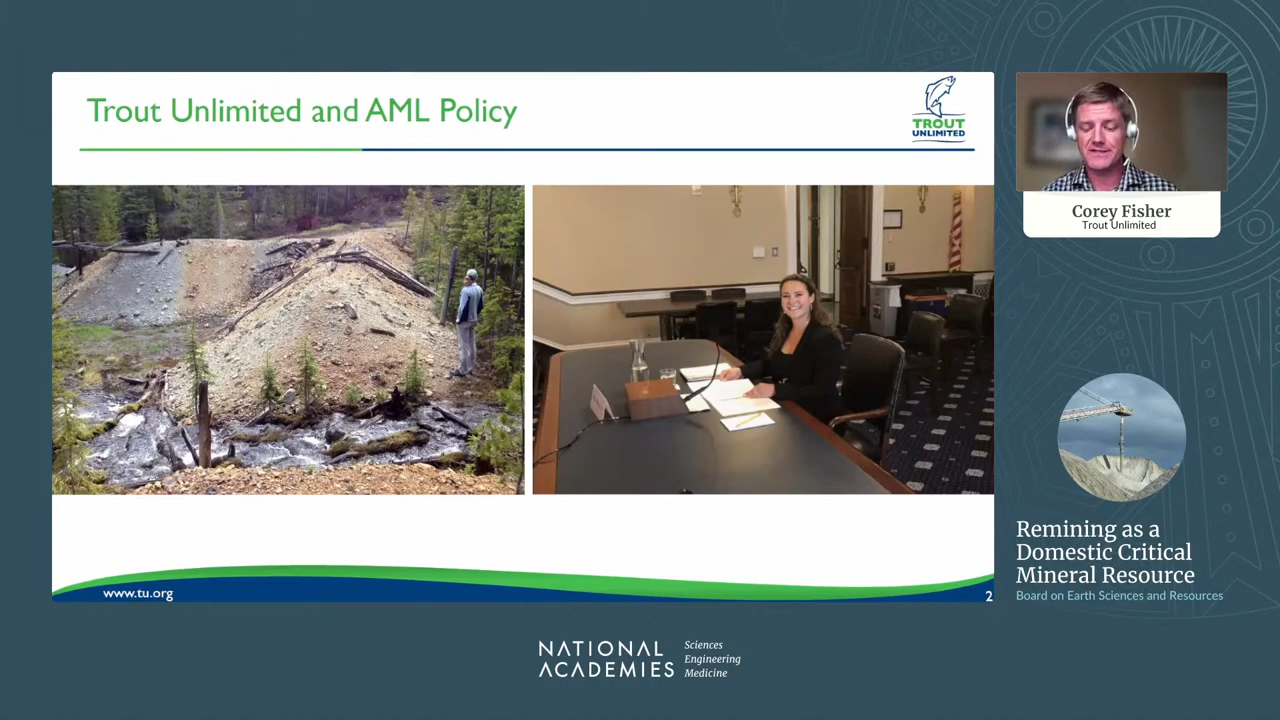 Trout Unlimited and AML Policy
TROUT
UNLIMITED
www.tu.org
2
Corey Fisher
Trout Unlimited
Remining as a
Domestic Critical
Mineral Resource
Board on Earth Sciences and Resources
NATIONAL
ACADEMIES
Sciences
Engineering
Medicine